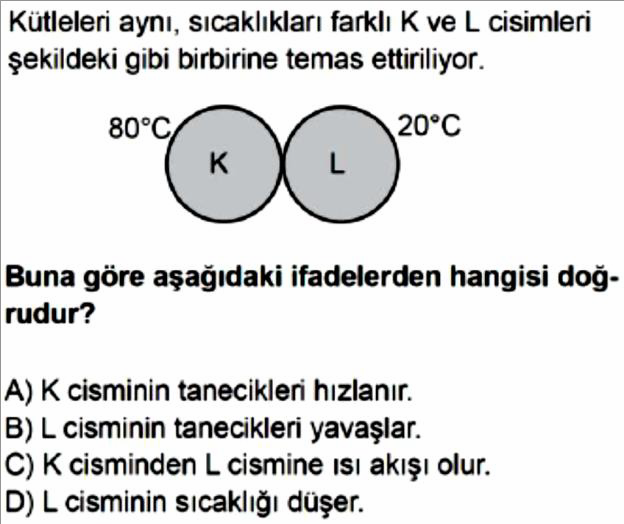 Kütleleri aynı, sıcaklıkları farklı K ve L cisimleri
şekildeki gibi birbirine temas ettiriliyor.
80°C K L 20°C
Buna göre aşağıdaki ifadelerden hangisi doğ-
rudur?
A) K cisminin tanecikleri hızlanır.
B) L cisminin tanecikleri yavaşlar.
C) K cisminden L cismine ısı akışı olur.
D) L cisminin sıcaklığı düşer.